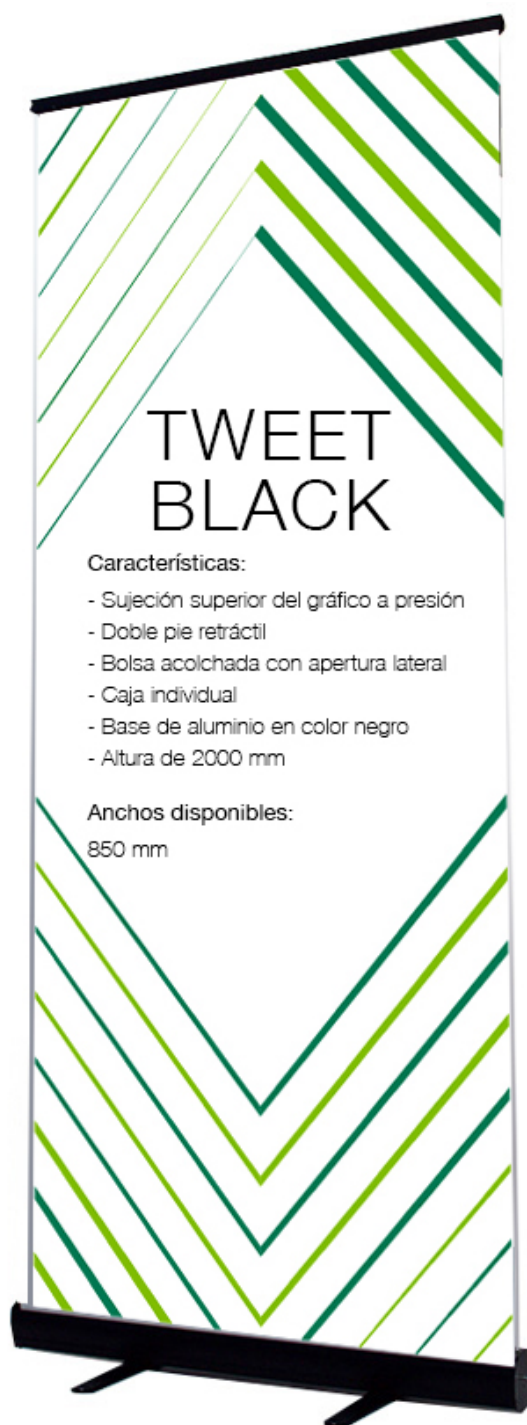 TWEET
BLACK
Características:
- Sujeción superior del gráfico a presión
- Doble pie retráctil
- Bolsa acolchada con apertura lateral
- Caja individual
- Base de aluminio en color negro
- Altura de 2000 mm
Anchos disponibles:
850 mm